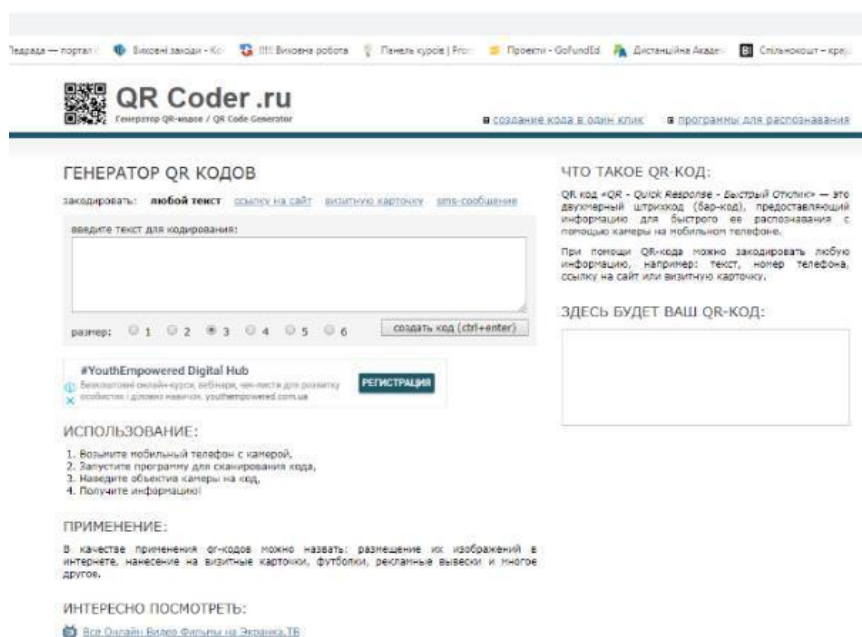 Педрада — портал
Виховні заходи - Ко
!!!! Виховна робота
Панель курсів | Pro
Проекти - GoFundEd
Дистанційна Акаде
Спільнокошт – кра
QR Coder .ru
Генератор QR-кодов / QR Code Generator
создание кода в один клик
программы для распознавания
ГЕНЕРАТОР QR КОДОВ
закодировать: любой текст ссылку на сайт визитную карточку sms-сообщение
введите текст для кодирования:
размер: 1 2 3 4 5 6 создать код (ctrl+enter)
#YouthEmpowered Digital Hub
Безкоштовні онлайн-курси, вебінари, чек-листи для розвитку
особистих і ділових навичок. youthempowered.com.ua
РЕГИСТРАЦИЯ
ИСПОЛЬЗОВАНИЕ:
1. Возьмите мобильный телефон с камерой,
2. Запустите программу для сканирования кода,
3. Наведите объектив камеры на код,
4. Получите информацию!
ПРИМЕНЕНИЕ:
В качестве применения qr-кодов можно назвать: размещение их изображений в
интернете, нанесение на визитные карточки, футболки, рекламные вывески и многое
другое.
ИНТЕРЕСНО ПОСМОТРЕТЬ:
Все Онлайн Видео Фильмы на Экранка.ТВ
ЧТО ТАКОЕ QR-КОД:
QR код «QR - Quick Response - Быстрый Отклик» — это
двухмерный штрихкод (бар-код), предоставляющий
информацию для быстрого ее распознавания с
помощью камеры на мобильном телефоне.
При помощи QR-кода можно закодировать любую
информацию, например: текст, номер телефона,
ссылку на сайт или визитную карточку.
ЗДЕСЬ БУДЕТ ВАШ QR-КОД: